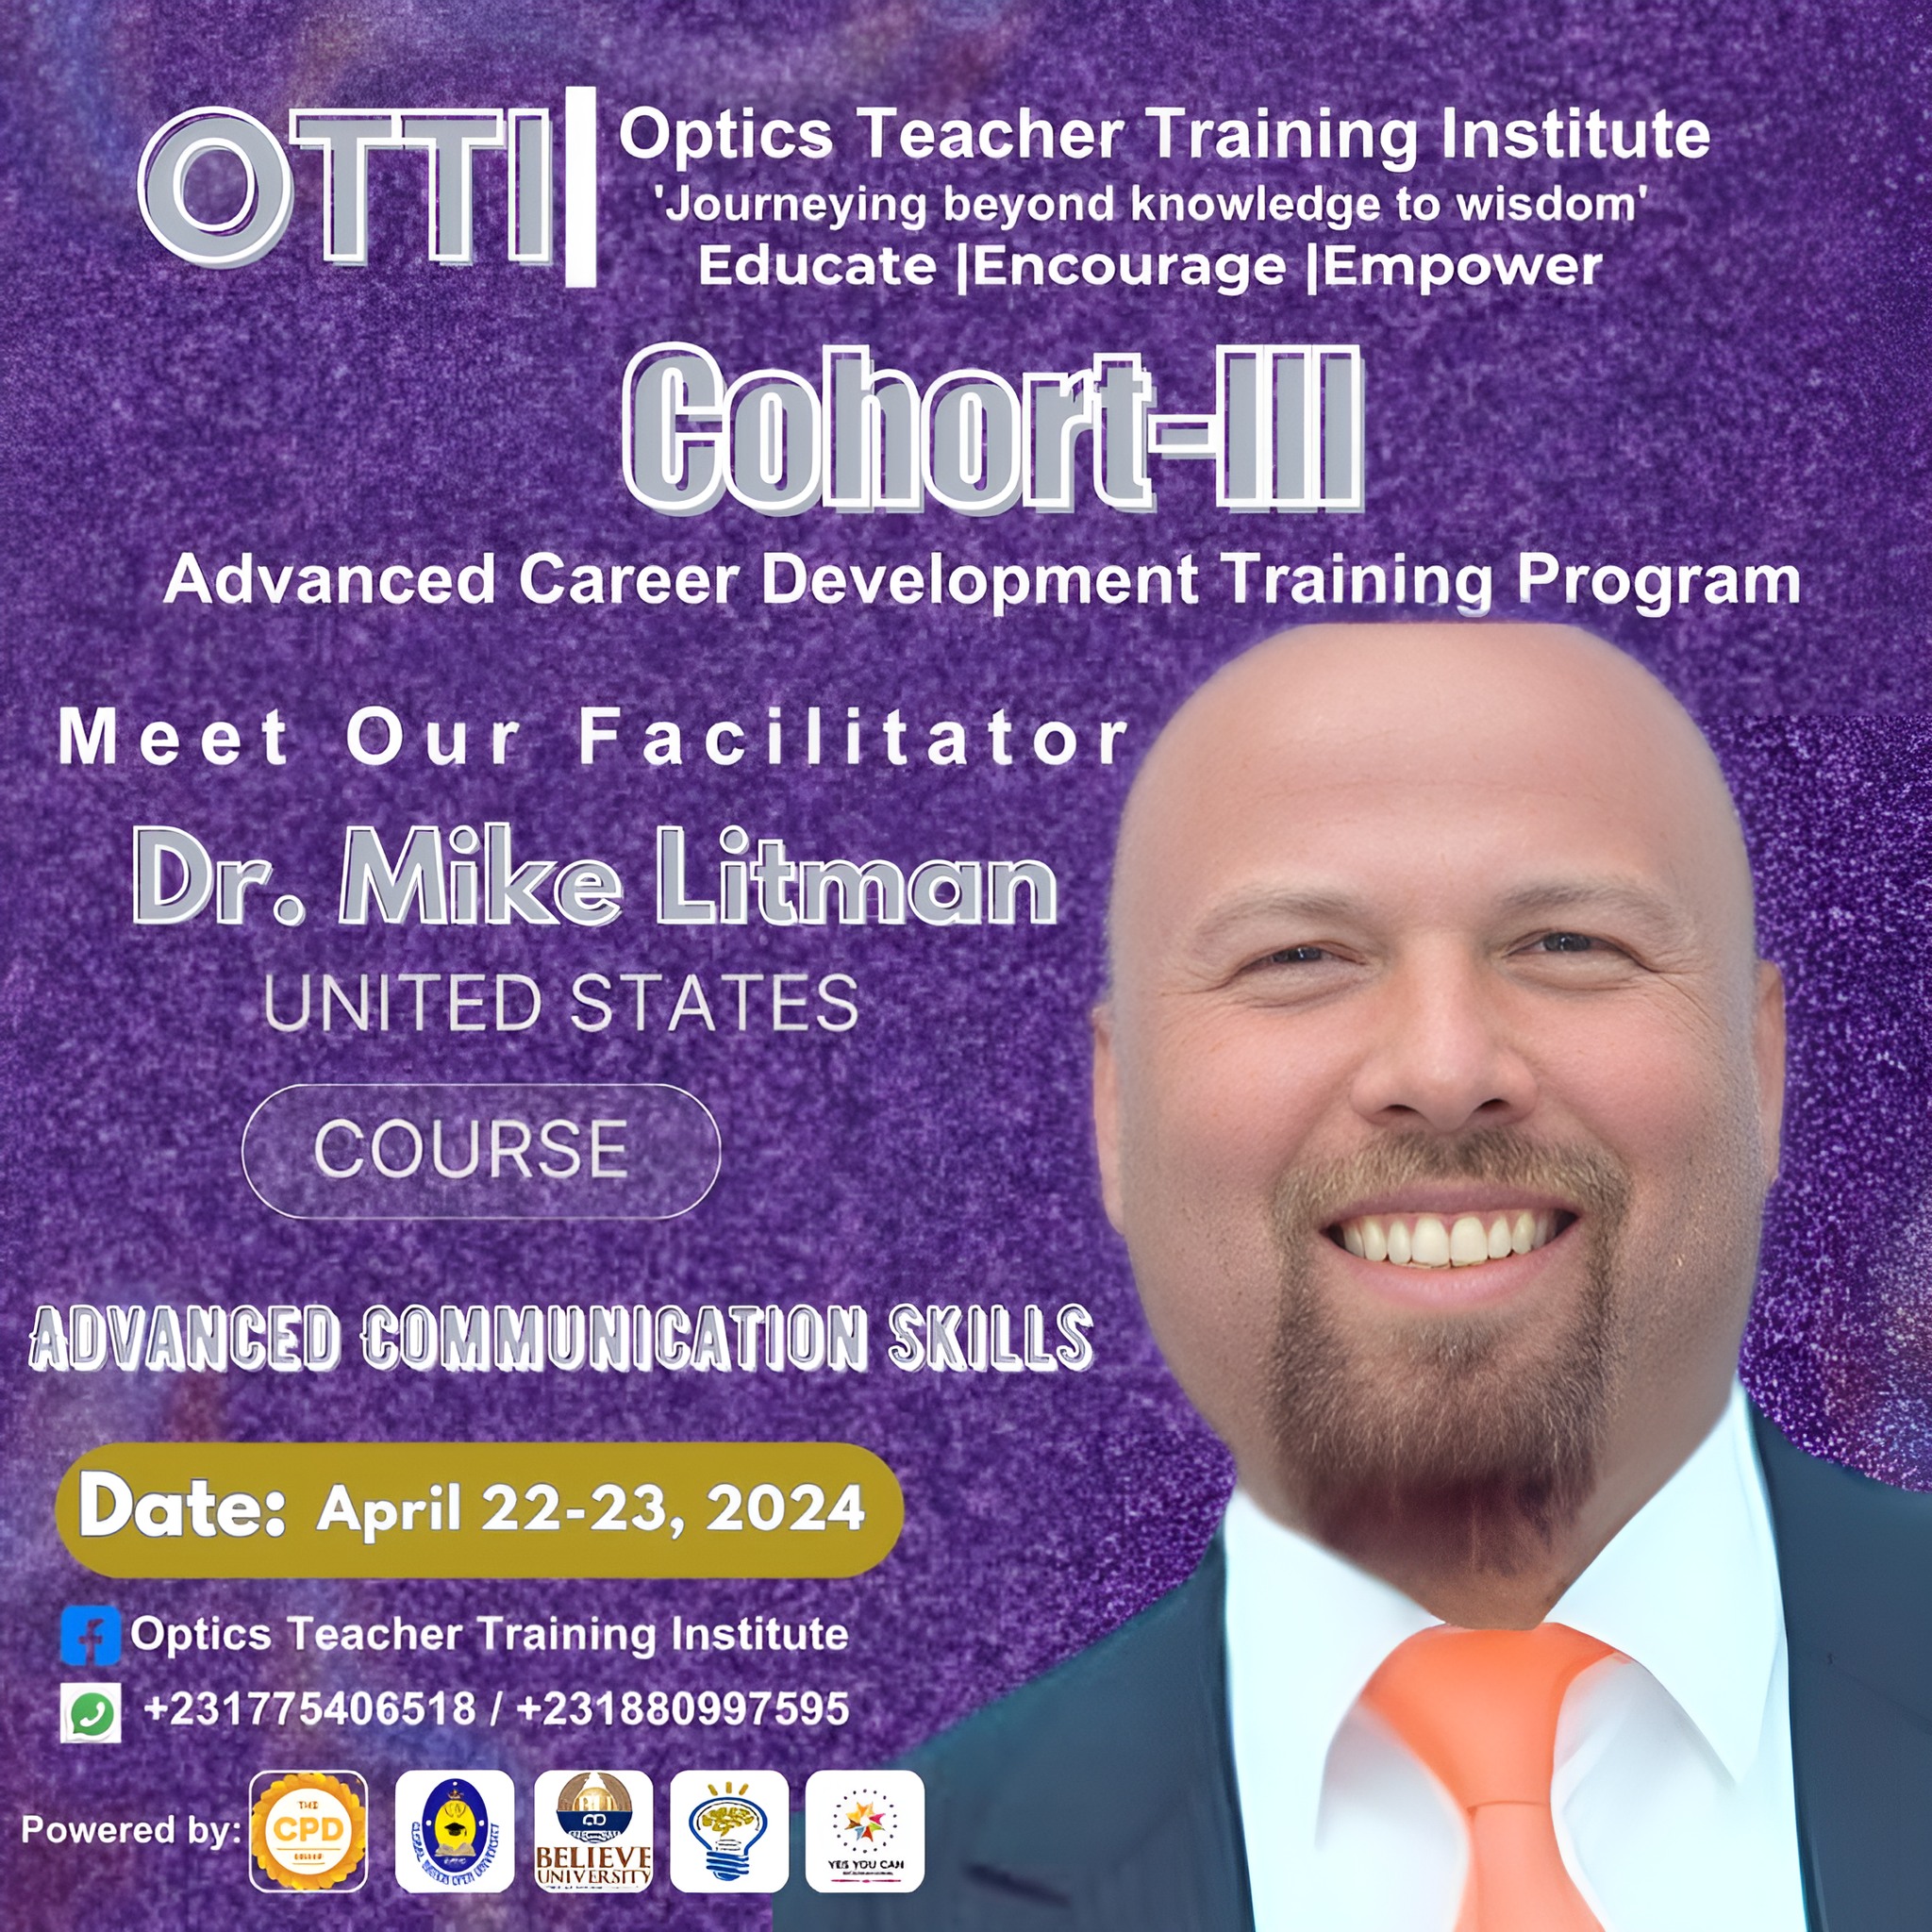 OTTI
Optics Teacher Training Institute
'Journeying beyond knowledge to wisdom'
Educate |Encourage |Empower
Cohort-III
Advanced Career Development Training Program
Meet Our Facilitator
Dr. Mike Litman
UNITED STATES
COURSE
ADVANCED COMMUNICATION SKILLS
Date: April 22-23, 2024
Optics Teacher Training Institute
+231775406518 / +231880997595
Powered by:
THE
CPD
BELIEVE
UNIVERSITY
YES YOU CAN